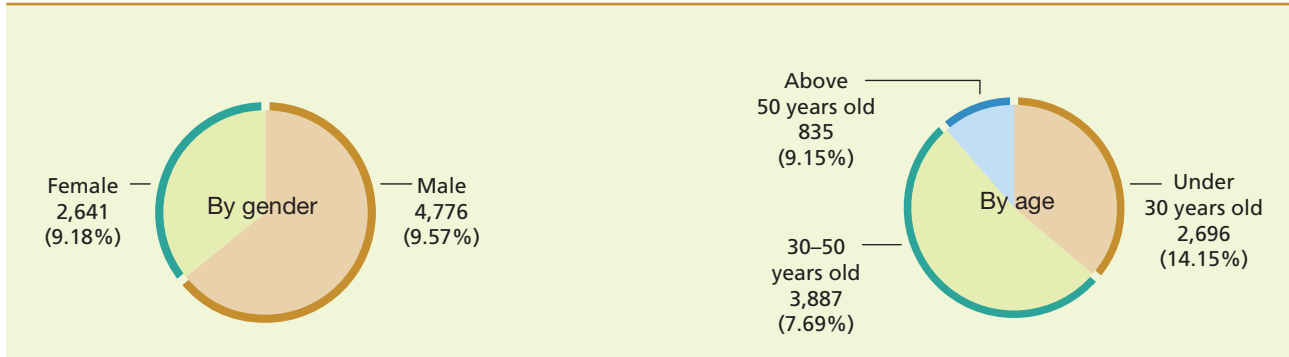 Female
2,641
(9.18%)
By gender
Male
4,776
(9.57%)
Above
50 years old
835
(9.15%)
By age
Under
30 years old
2,696
(14.15%)
30–50
years old
3,887
(7.69%)